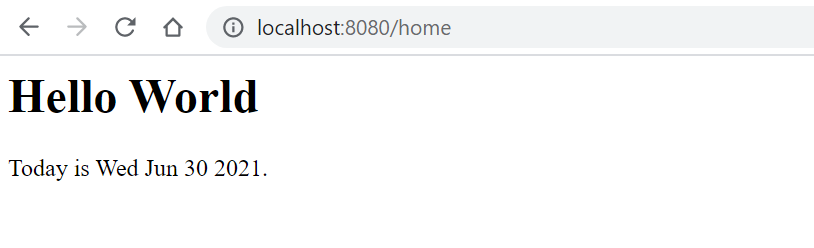 localhost:8080/home
Hello World
Today is Wed Jun 30 2021.